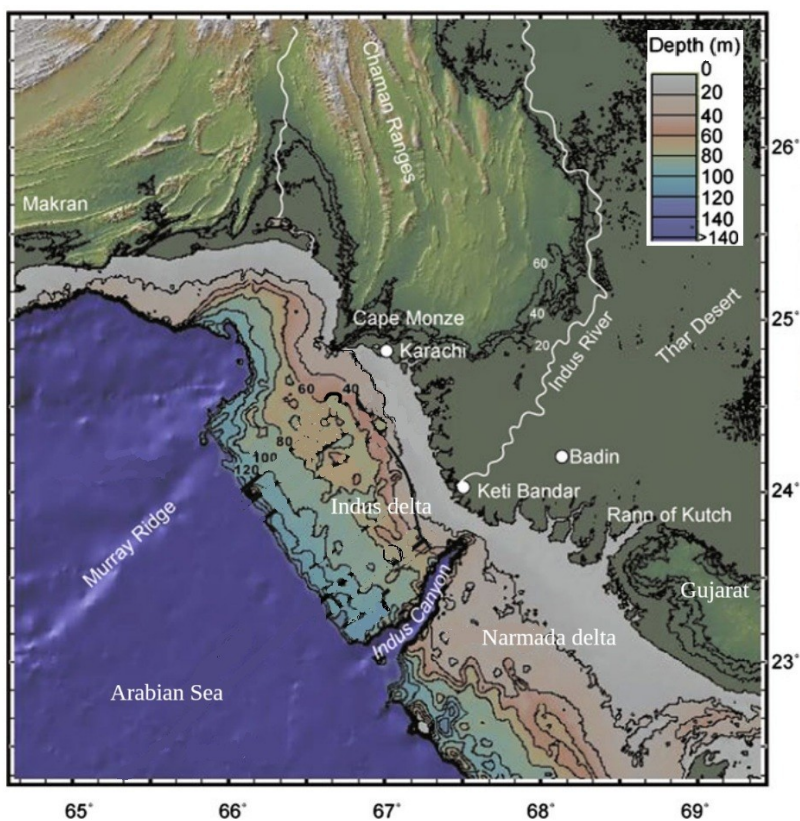 Depth (m)
0
20
40
60
80
100
120
140
>140
Chaman Ranges
Makran
26°
60
40
20
25°
Cape Monze
Karachi
Indus River
Thar Desert
60
40
80
100
120
Badin
Keti Bandar
24°
Indus delta
Rann of Kutch
Murray Ridge
Indus Canyon
Gujarat
Narmada delta
23°
Arabian Sea
65°
66°
67°
68°
69°